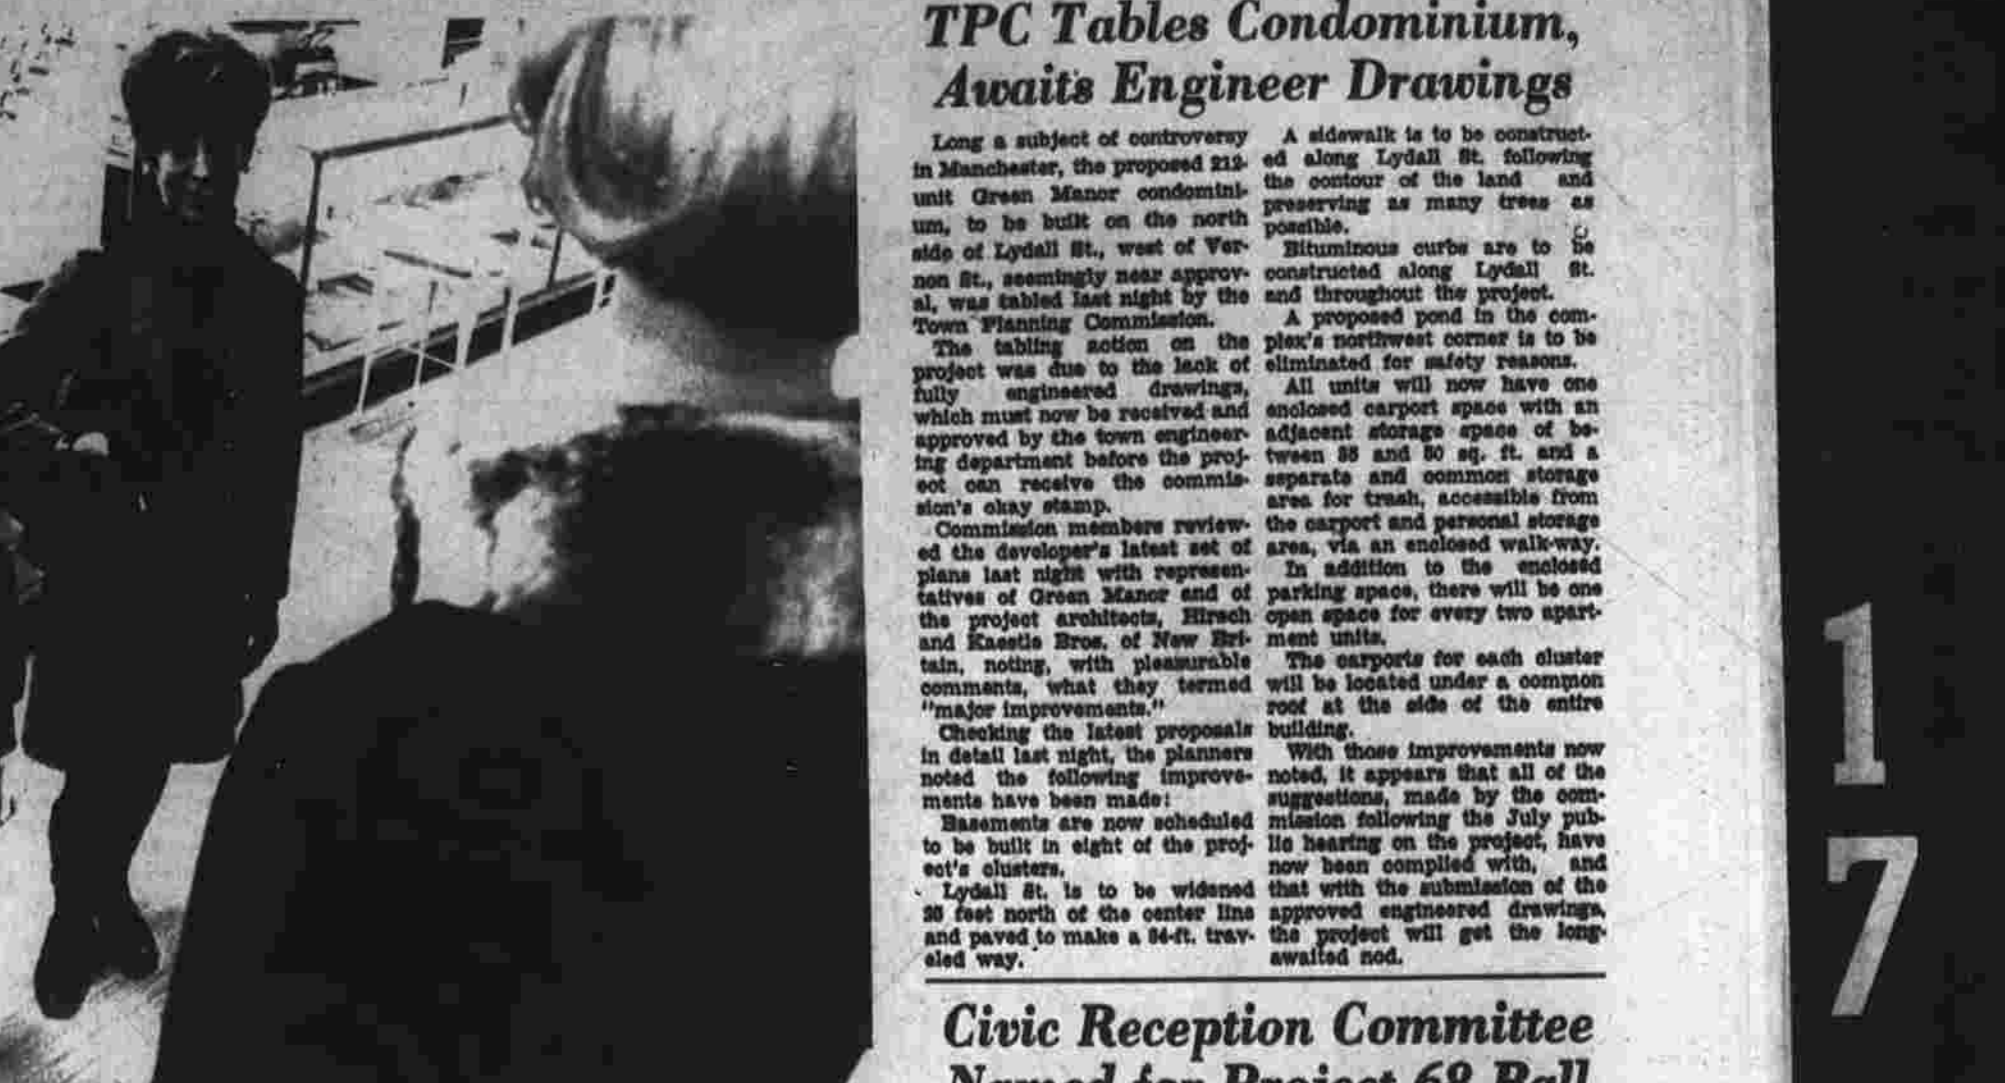 TPC Tables Condominium,
Awaits Engineer Drawings
Long a subject of controversy
in Manchester, the proposed 212-
unit Green Manor condomini-
um, to be built on the north
side of Lydall St., west of Ver-
non St., seemingly near approv-
al, was tabled last night by the
Town Planning Commission.
The tabling action on the
project was due to the lack of
fully engineered drawings,
which must now be received and
approved by the town engineer-
ing department before the proj-
ect can receive the commis-
sion's okay stamp.
Commission members review-
ed the developer's latest set of
plans last night with represen-
tatives of Green Manor and of
the project architects, Hirsch
and Kaestle Bros. of New Bri-
tain, noting, with pleasurable
comments, what they termed
"major improvements."
Checking the latest proposals
in detail last night, the planners
noted the following improve-
ments have been made:
Basements are now scheduled
to be built in eight of the proj-
ect's clusters.
Lydall St. is to be widened
feet north of the center line
and paved to make a trav-
eled way.
A sidewalk is to be construct-
ed along Lydall St. following
the contour of the land and
preserving as many trees as
possible.
Bituminous curbs are to be
constructed along Lydall St.
and throughout the project.
A proposed pond in the com-
plex's northwest corner is to be
eliminated for safety reasons.
All units will now have one
enclosed carport space with an
adjacent storage space of be-
tween and sq. ft. and a
separate and common storage
area for trash, accessible from
the carport and personal storage
area, via an enclosed walk-way.
In addition to the enclosed
parking space, there will be one
open space for every two apart-
ment units.
The carports for each cluster
will be located under a common
roof at the side of the entire
building.
With those improvements now
noted, it appears that all of the
suggestions, made by the com-
mission following the July pub-
lic hearing on the project, have
now been complied with, and
that with the submission of the
approved engineered drawings,
the project will get the long-
awaited nod.
Civic Reception Committee
Named for Project 68 Ball
1
7